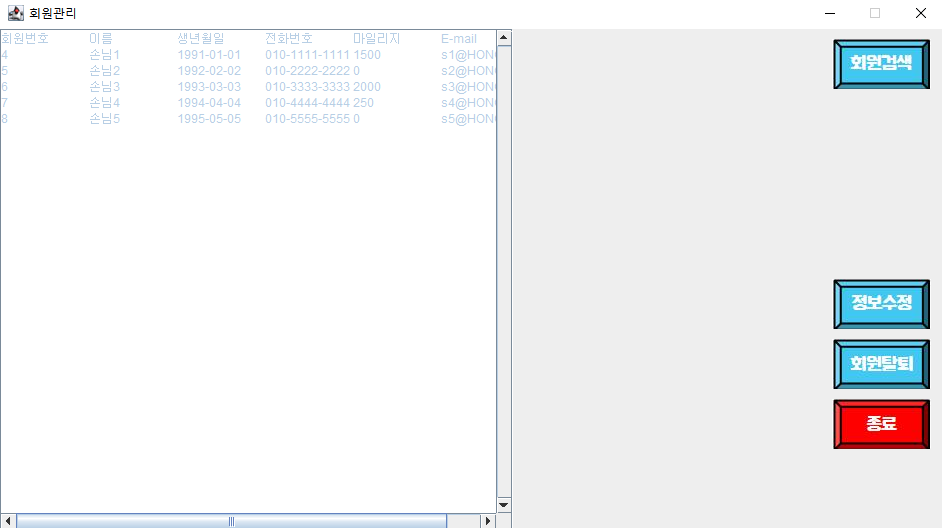 회원관리
회원번호 이름 생년월일 전화번호 마일리지 E-mail
4 손님1 1991-01-01 010-1111-1111 1500 s1@HON
5 손님2 1992-02-02 010-2222-2222 0 s2@HON
6 손님3 1993-03-03 010-3333-3333 2000 s3@HON
7 손님4 1994-04-04 010-4444-4444 250 s4@HON
8 손님5 1995-05-05 010-5555-5555 0 s5@HON
회원검색
정보수정
회원탈퇴
종료